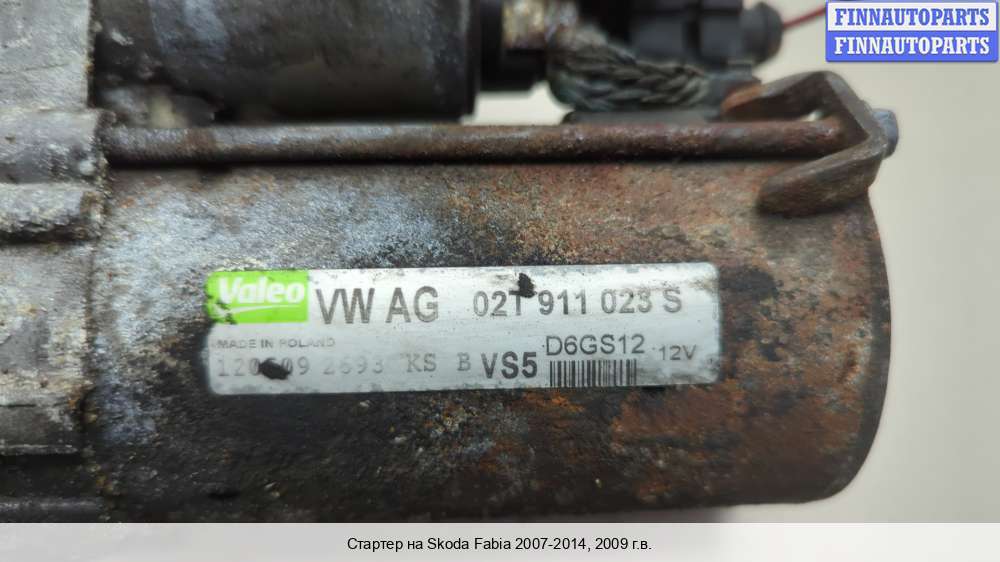 FINNAUTOPARTS
FINNAUTOPARTS
Valeo VW AG 02T 911 023 S
MADE IN POLAND D6GS12 12V
2693 KS B VS5
Стартер на Skoda Fabia 2007-2014, 2009 г.в.